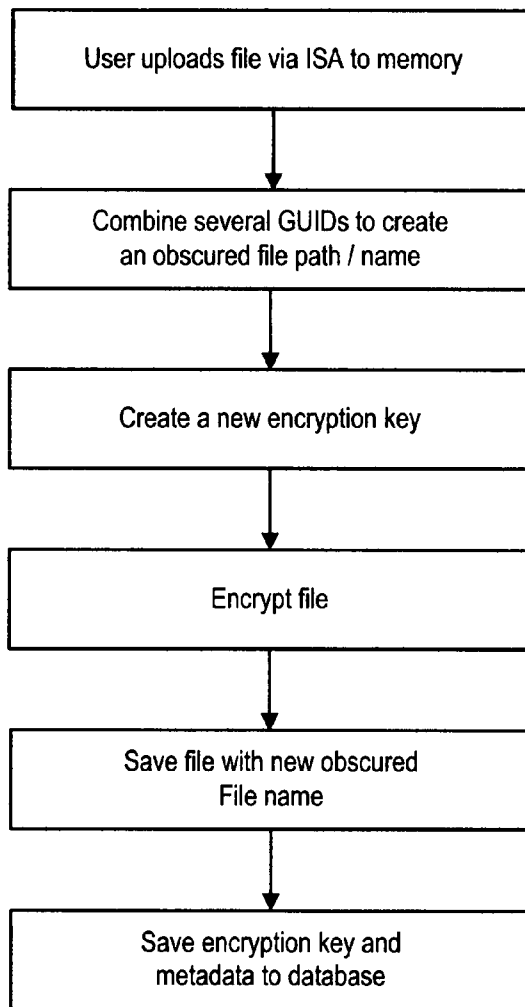 User uploads file via ISA to memory
Combine several GUIDs to create
an obscured file path / name
Create a new encryption key
Encrypt file
Save file with new obscured
File name
Save encryption key and
metadata to database